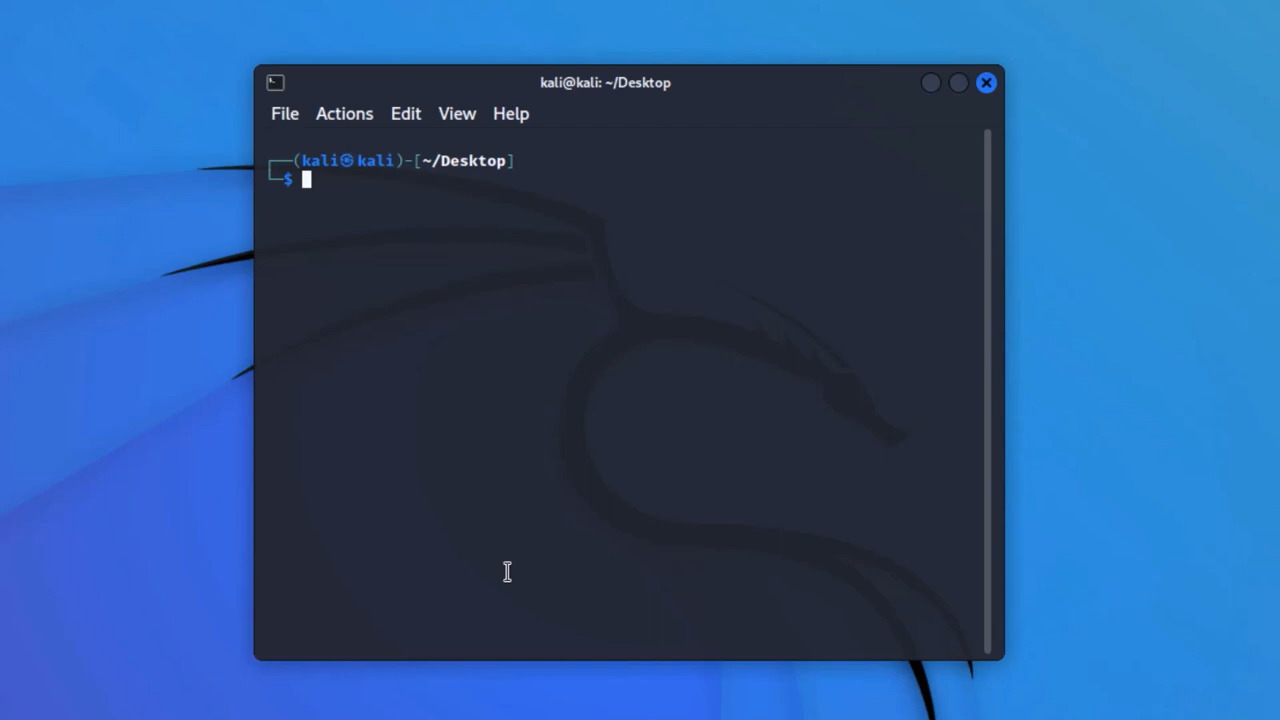 kali@kali: ~/Desktop
File Actions Edit View Help
┌──(kali㉿kali)-[~/Desktop]
└─$